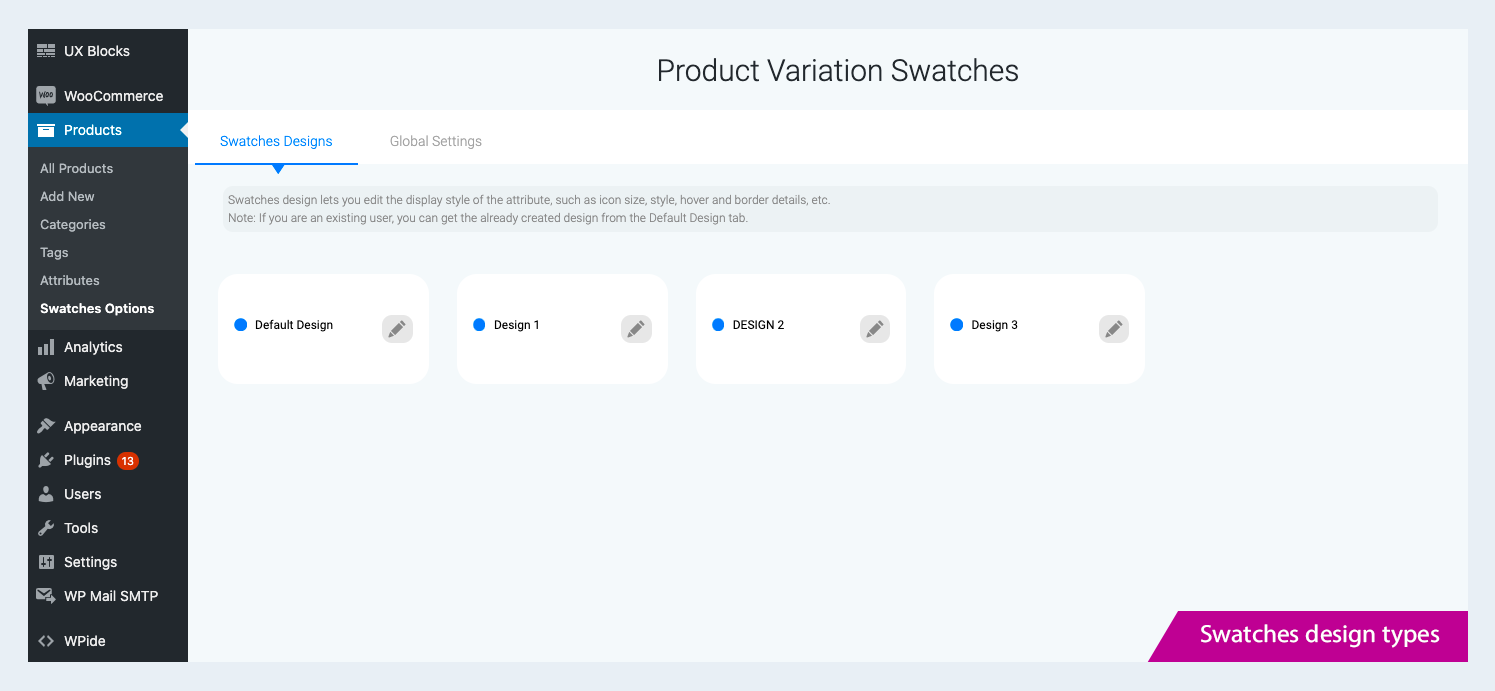 UX Blocks
WOO
WooCommerce
Products
All Products
Add New
Categories
Tags
Attributes
Swatches Options
Analytics
Marketing
Appearance
Plugins 13
Users
Tools
Settings
WP Mail SMTP
WPide
Product Variation Swatches
Swatches Designs
Global Settings
Swatches design lets you edit the display style of the attribute, such as icon size, style, hover and border details, etc.
Note: If you are an existing user, you can get the already created design from the Default Design tab.
Default Design
Design 1
DESIGN 2
Design 3
Swatches design types